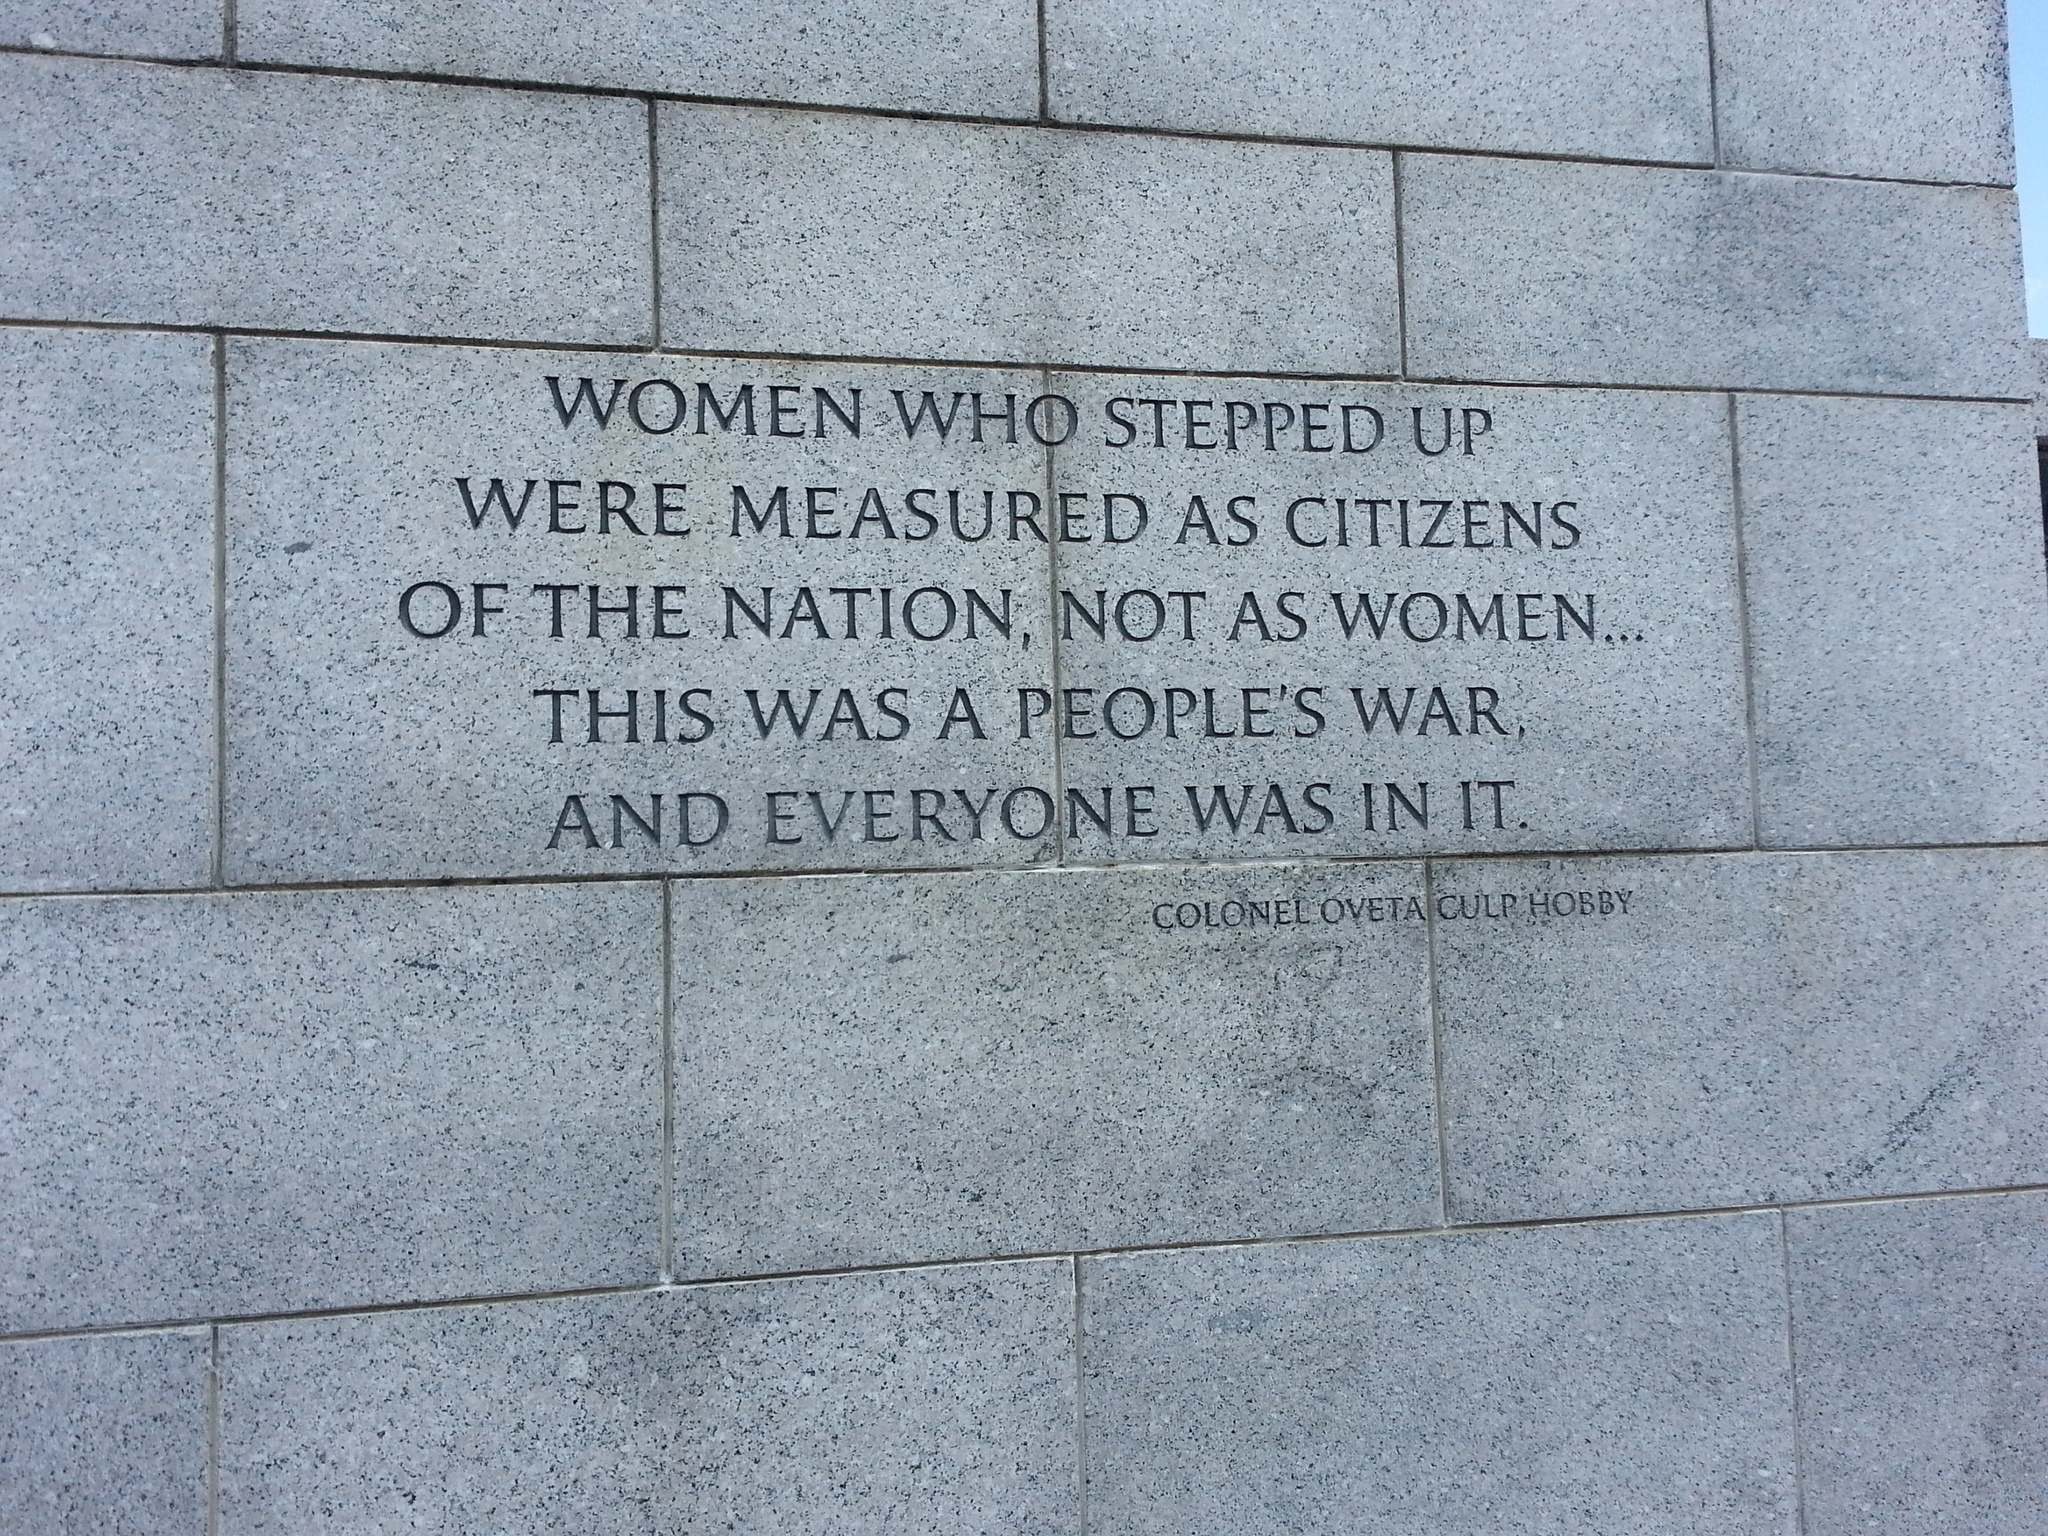 WOMEN WHO STEPPED UP
WERE MEASURED AS CITIZENS
OF THE NATION, NOT AS WOMEN...
THIS WAS A PEOPLE'S WAR,
AND EVERYONE WAS IN IT.
COLONEL OVETA CULP HOBBY